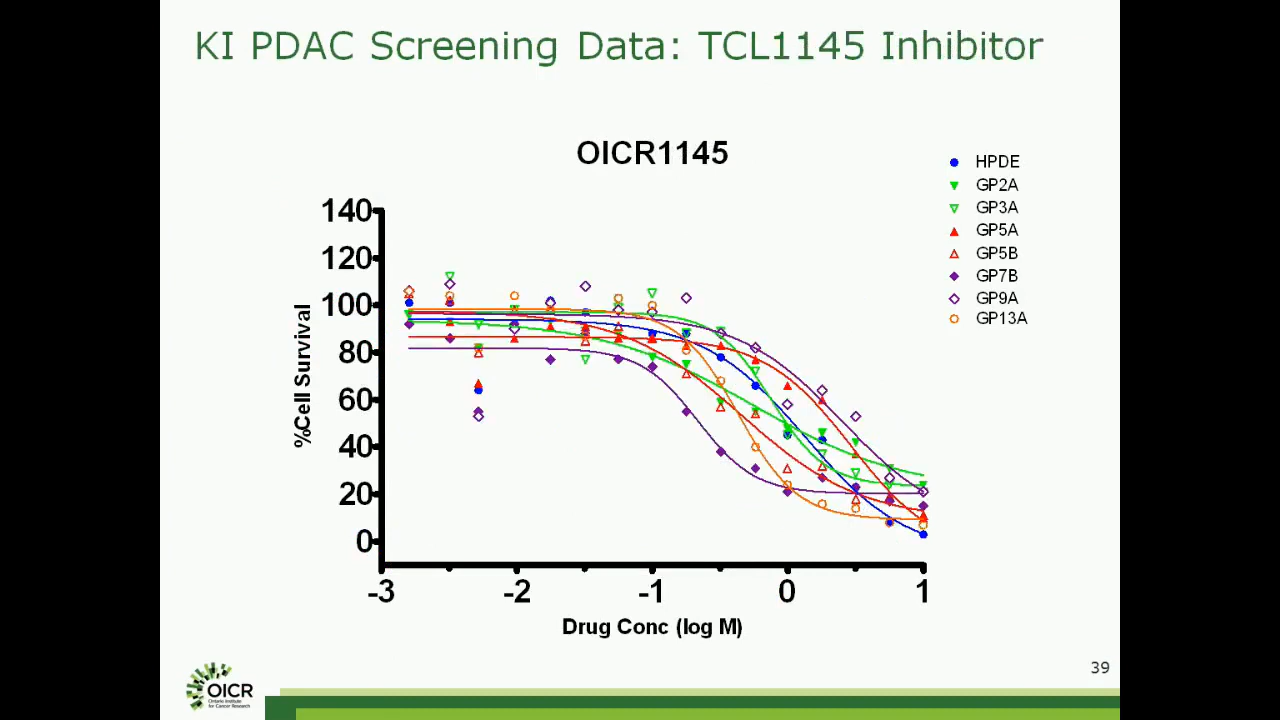 KI PDAC Screening Data: TCL1145 Inhibitor
OICR1145
HPDE
GP2A
GP3A
GP5A
GP5B
GP7B
GP9A
GP13A
%Cell Survival
140
120
100
80
60
40
20
0
-3 -2 -1 0 1
Drug Conc (log M)
39
OICR
Ontario Institute
for Cancer Research